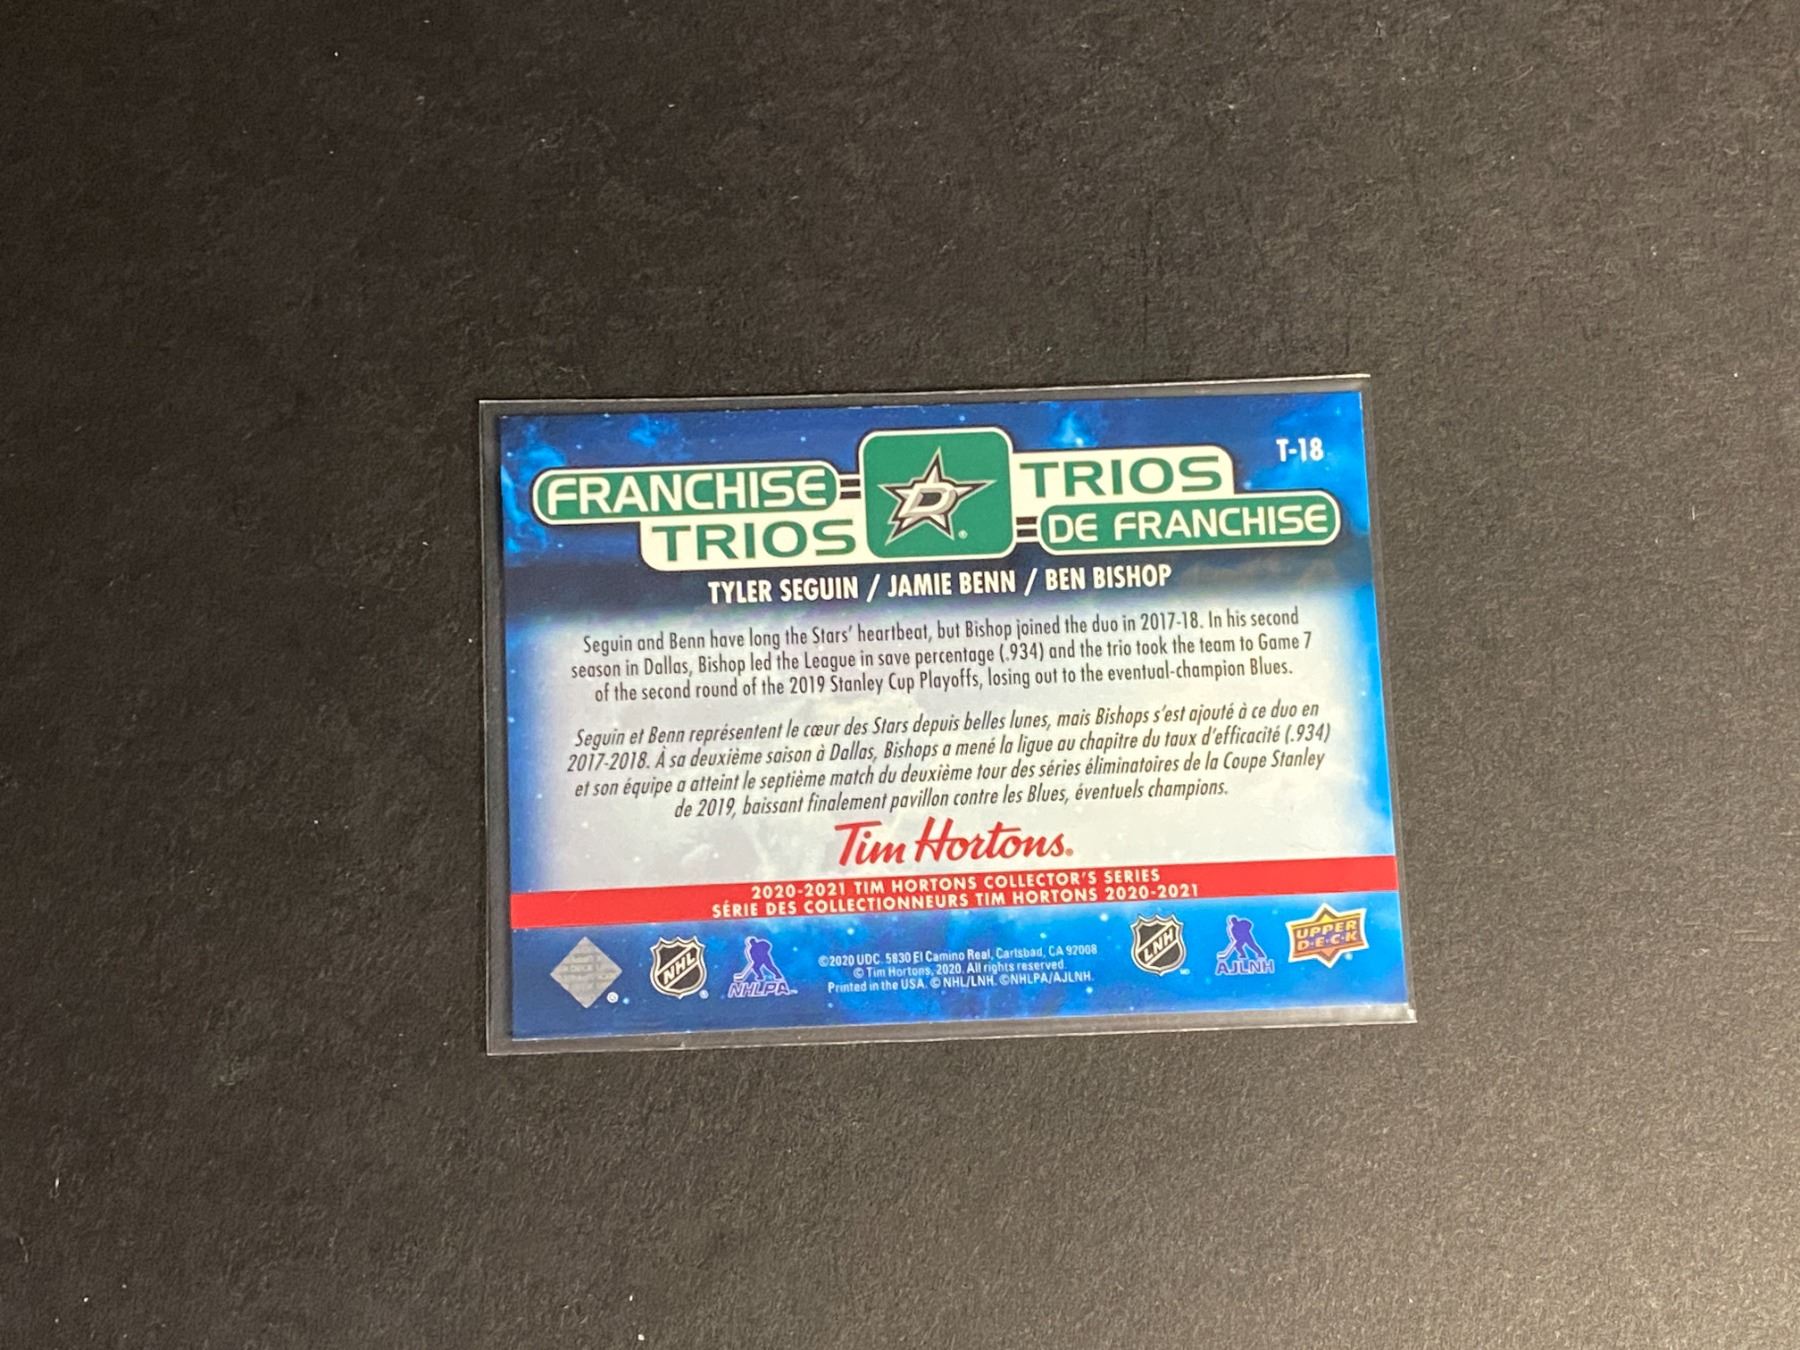 T-18
FRANCHISE
TRIOS
D
TRIOS
DE FRANCHISE
TYLER SEGUIN / JAMIE BENN / BEN BISHOP
Seguin and Benn have long the Stars' heartbeat, but Bishop joined the duo in 2017-18. In his second
season in Dallas, Bishop led the League in save percentage (.934) and the trio took the team to Game 7
of the second round of the 2019 Stanley Cup Playoffs, losing out to the eventual-champion Blues.
Seguin et Benn représentent le cœur des Stars depuis belles lunes, mais Bishops s'est ajouté à ce duo en
2017-2018. À sa deuxième saison à Dallas, Bishops a mené la ligue au chapitre du taux d'efficacité (.934)
et son équipe a atteint le septième match du deuxième tour des séries éliminatoires de la Coupe Stanley
de 2019, baissant finalement pavillon contre les Blues, éventuels champions.
Tim Hortons®
2020-2021 TIM HORTONS COLLECTOR'S SERIES
SÉRIE DES COLLECTIONNEURS TIM HORTONS 2020-2021
NHL
NHLPA
©2020 UDC. 5830 El Camino Real, Carlsbad, CA 92008
© Tim Hortons, 2020. All rights reserved.
Printed in the USA. © NHL/LNH. ©NHLPA/AJLNH.
LNH
AJLNH
UPPER
D·E·C·K